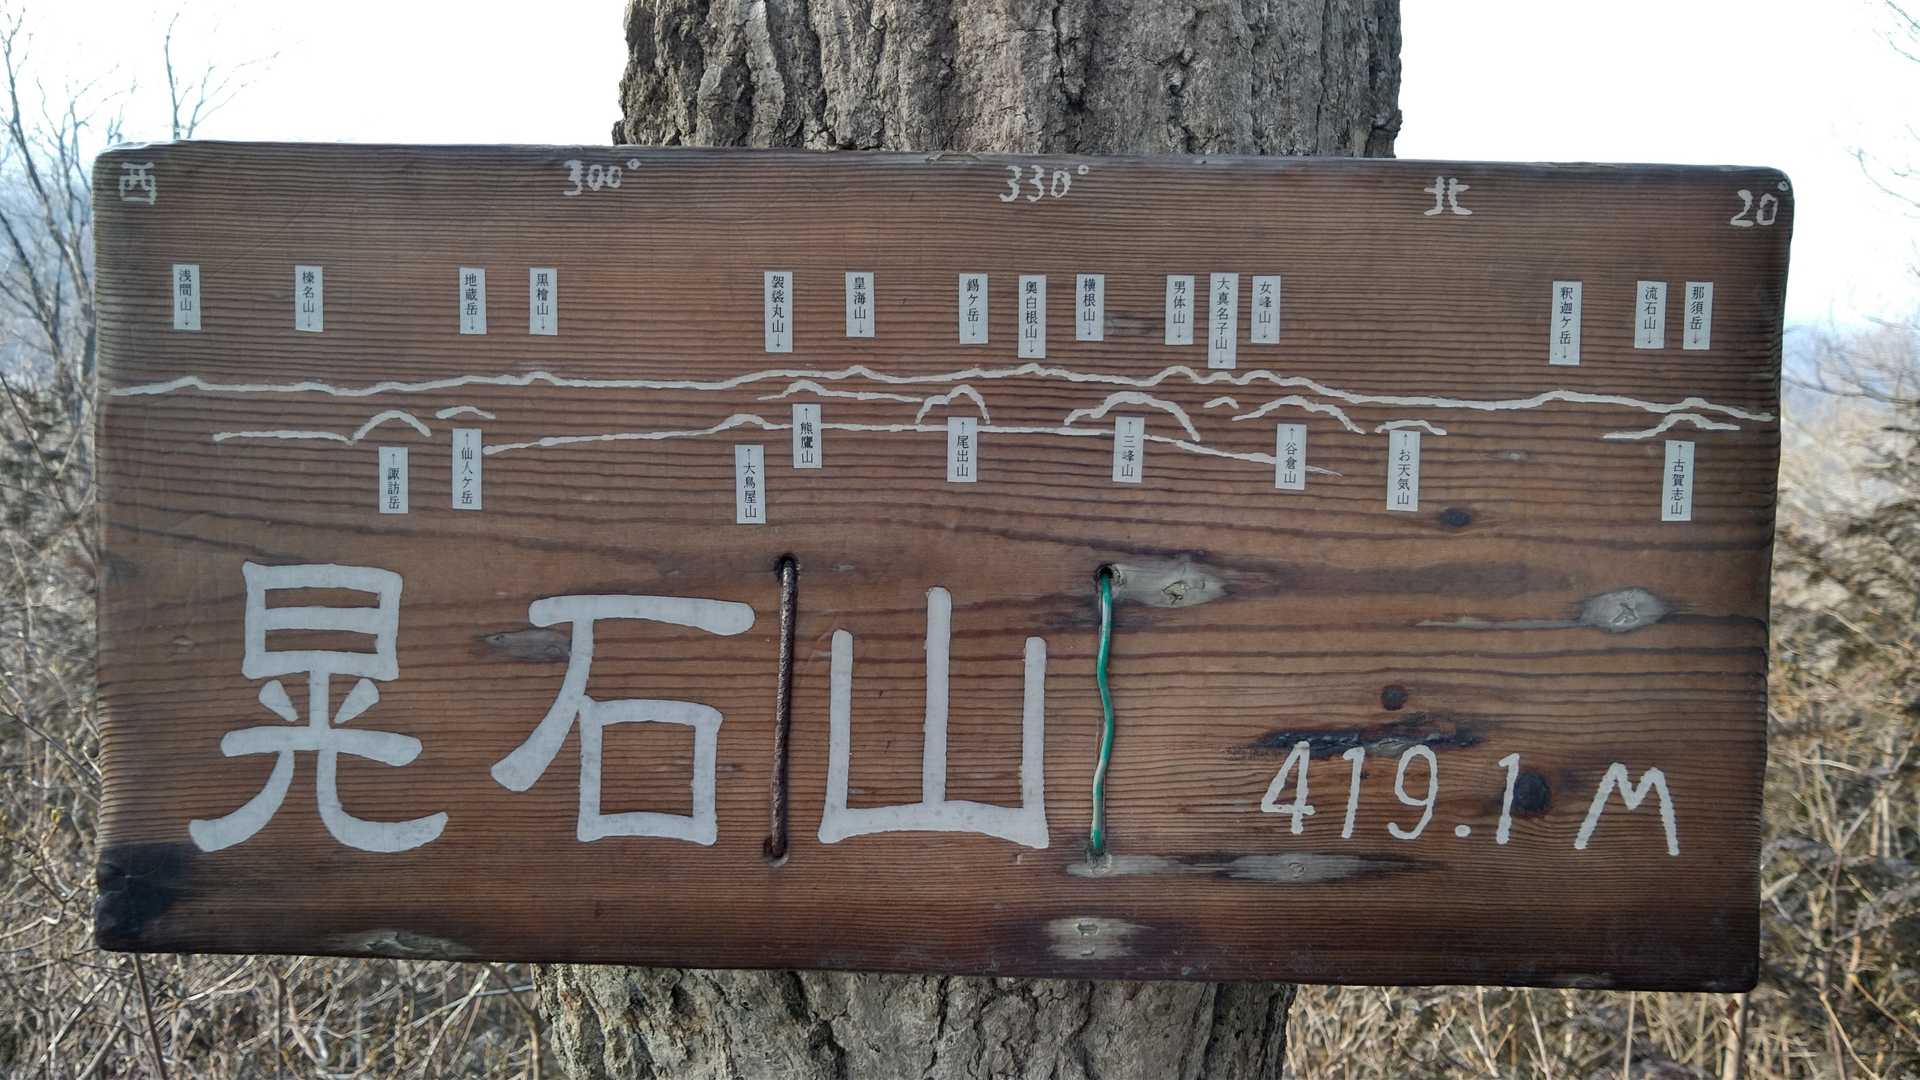 西 300° 330° 北 20°
浅間山→
榛名山→
地蔵岳→
黒檜山→
袈裟丸山→
皇海山→
錫ケ岳→
奥白根山→
横根山→
男体山→
大真名子山→
女峰山→
釈迦ケ岳→
流石山→
那須岳→
←諏訪岳
←仙人ケ岳
←大鳥屋山
←熊鷹山
←尾出山
←三峰山
←谷倉山
←お天気山
←古賀志山
晃石山 419.1M